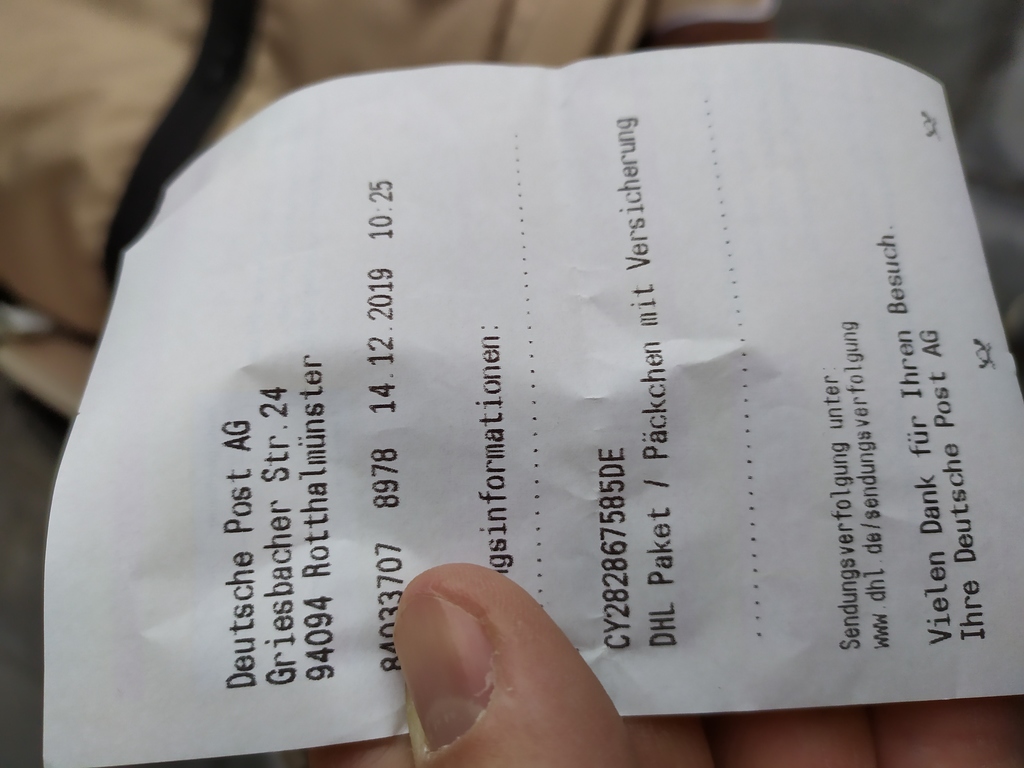 Deutsche Post AG
Griesbacher Str.24
94094 Rotthalmünster
84033707 8978 14.12.2019 10:25
gsinformationen:
CY282867585DE
DHL Paket / Päckchen mit Versicherung
Sendungsverfolgung unter:
www.dhl.de/sendungsverfolgung
Vielen Dank für Ihren Besuch.
Ihre Deutsche Post AG